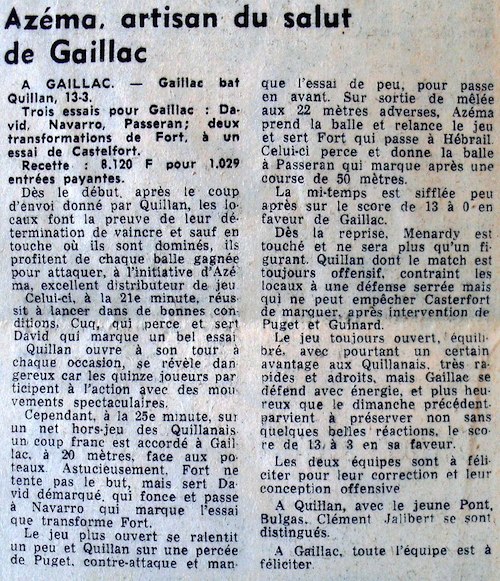 Azéma, artisan du salut
de Gaillac
A GAILLAC. — Gaillac bat
Quillan, 13-3.
Trois essais pour Gaillac : Da-
vid, Navarro, Passeran; deux
transformations de Fort, à un
essai de Castelfort.
Recette : 8.120 F pour 1.029
entrées payantes.
Dès le début, après le coup
d'énvoi donné par Quillan, les lo-
caux font la preuve de leur dé-
termination de vaincre et sauf en
touche où ils sont dominés, ils
profitent de chaque balle gagnée
pour attaquer, à l'initiative d'Azé-
ma, excellent distributeur de jeu
Celui-ci, à la 21e minute, réus-
sit à lancer dans de bonnes con-
ditions, Cuq, qui perce et sert
David qui marque un bel essai
Quillan ouvre à son tour à
chaque occasion, se révèle dan-
gereux car les quinze joueurs par
ticipent à l'action avec des mou-
vements spectaculaires.
Cependant, à la 25e minute, sur
un net hors-jeu des Quillanais
un coup franc est accordé à Gail
lac, à 20 mètres, face aux po-
teaux. Astucieusement, Fort ne
tente pas le but, mais sert Da-
vid démarqué, qui fonce et passe
à Navarro qui marque l'essai
que transforme Fort.
Le jeu plus ouvert se ralentit
un peu et Quillan sur une percée
de Puget, contre-attaque et man-
que l'essai de peu, pour passe
en avant. Sur sortie de mêlée
aux 22 mètres adverses, Azéma
prend la balle et relance le jeu
et sert Fort qui passe à Hébrail.
Celui-ci perce et donne la balle
à Passeran qui marque après une
course de 50 mètres.
La mi-temps est sifflée peu
après sur le score de 13 à 0 en
faveur de Gaillac.
Dès la reprise, Menardy est
touché et ne sera plus qu'un fi-
gurant. Quillan dont le match est
toujours offensif, contraint les
locaux à une défense serrée mais
qui ne peut empêcher Casterfort
de marquer, après intervention de
Puget et Guinard.
Le jeu toujours ouvert, équili-
bré, avec pourtant un certain
avantage aux Quillanais, très ra-
pides et adroits, mais Gaillac se
défend avec énergie, et plus heu-
reux que le dimanche précédent,
parvient à préserver non sans
quelques belles réactions, le sco-
re de 13 à 3 en sa faveur.
Les deux équipes sont à féli-
citer pour leur correction et leur
conception offensive
A Quillan, avec le jeune Pont,
Bulgas, Clément Jalibert se sont
distingués.
A Gaillac, toute l'équipe est à
féliciter